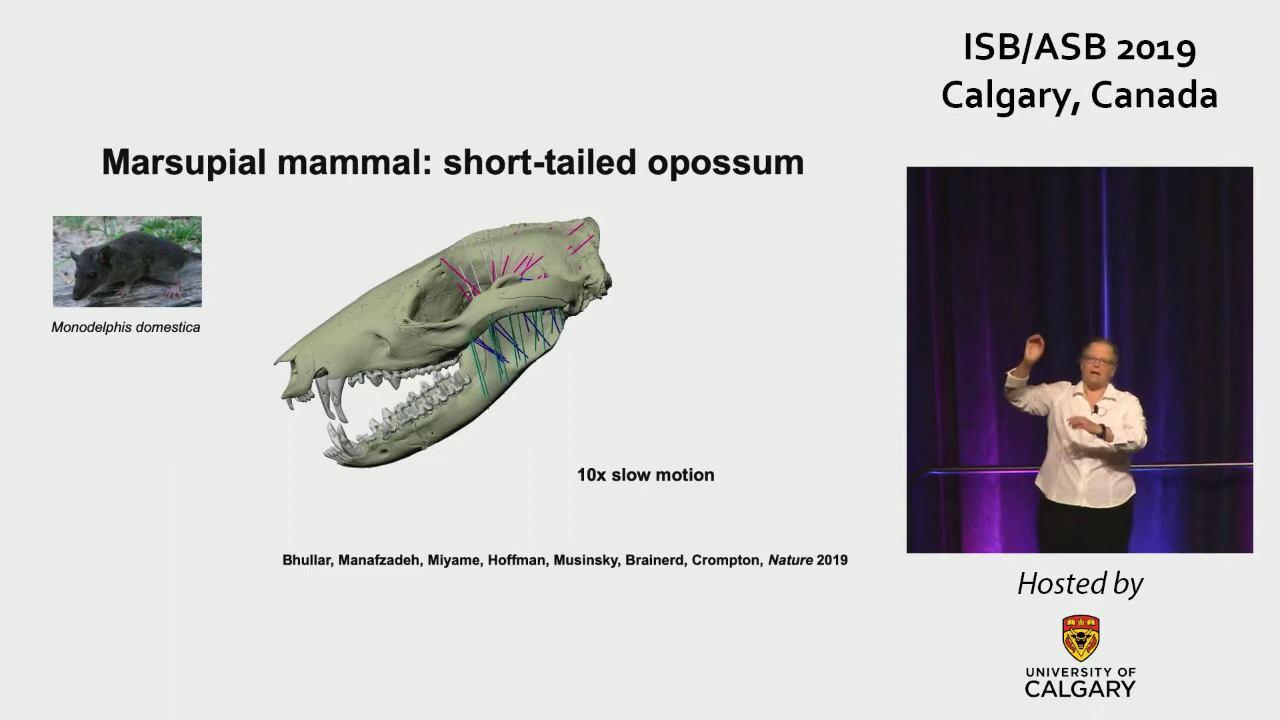 ISB/ASB 2019
Calgary, Canada
Marsupial mammal: short-tailed opossum
Monodelphis domestica
10x slow motion
Bhullar, Manafzadeh, Miyame, Hoffman, Musinsky, Brainerd, Crompton, Nature 2019
Hosted by
UNIVERSITY OF
CALGARY